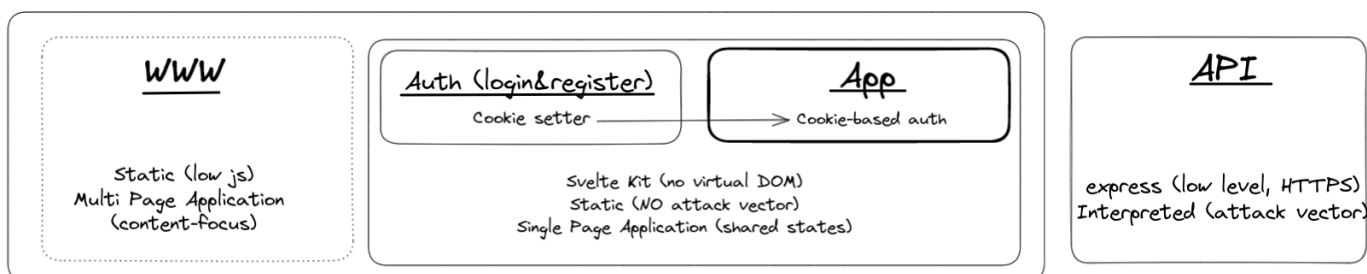 WWW
Static (low js)
Multi Page Application
(content-focus)
Auth (login&register)
Cookie setter
App
Cookie-based auth
Svelte Kit (no virtual DOM)
Static (NO attack vector)
Single Page Application (shared states)
API
express (low level, HTTPS)
Interpreted (attack vector)